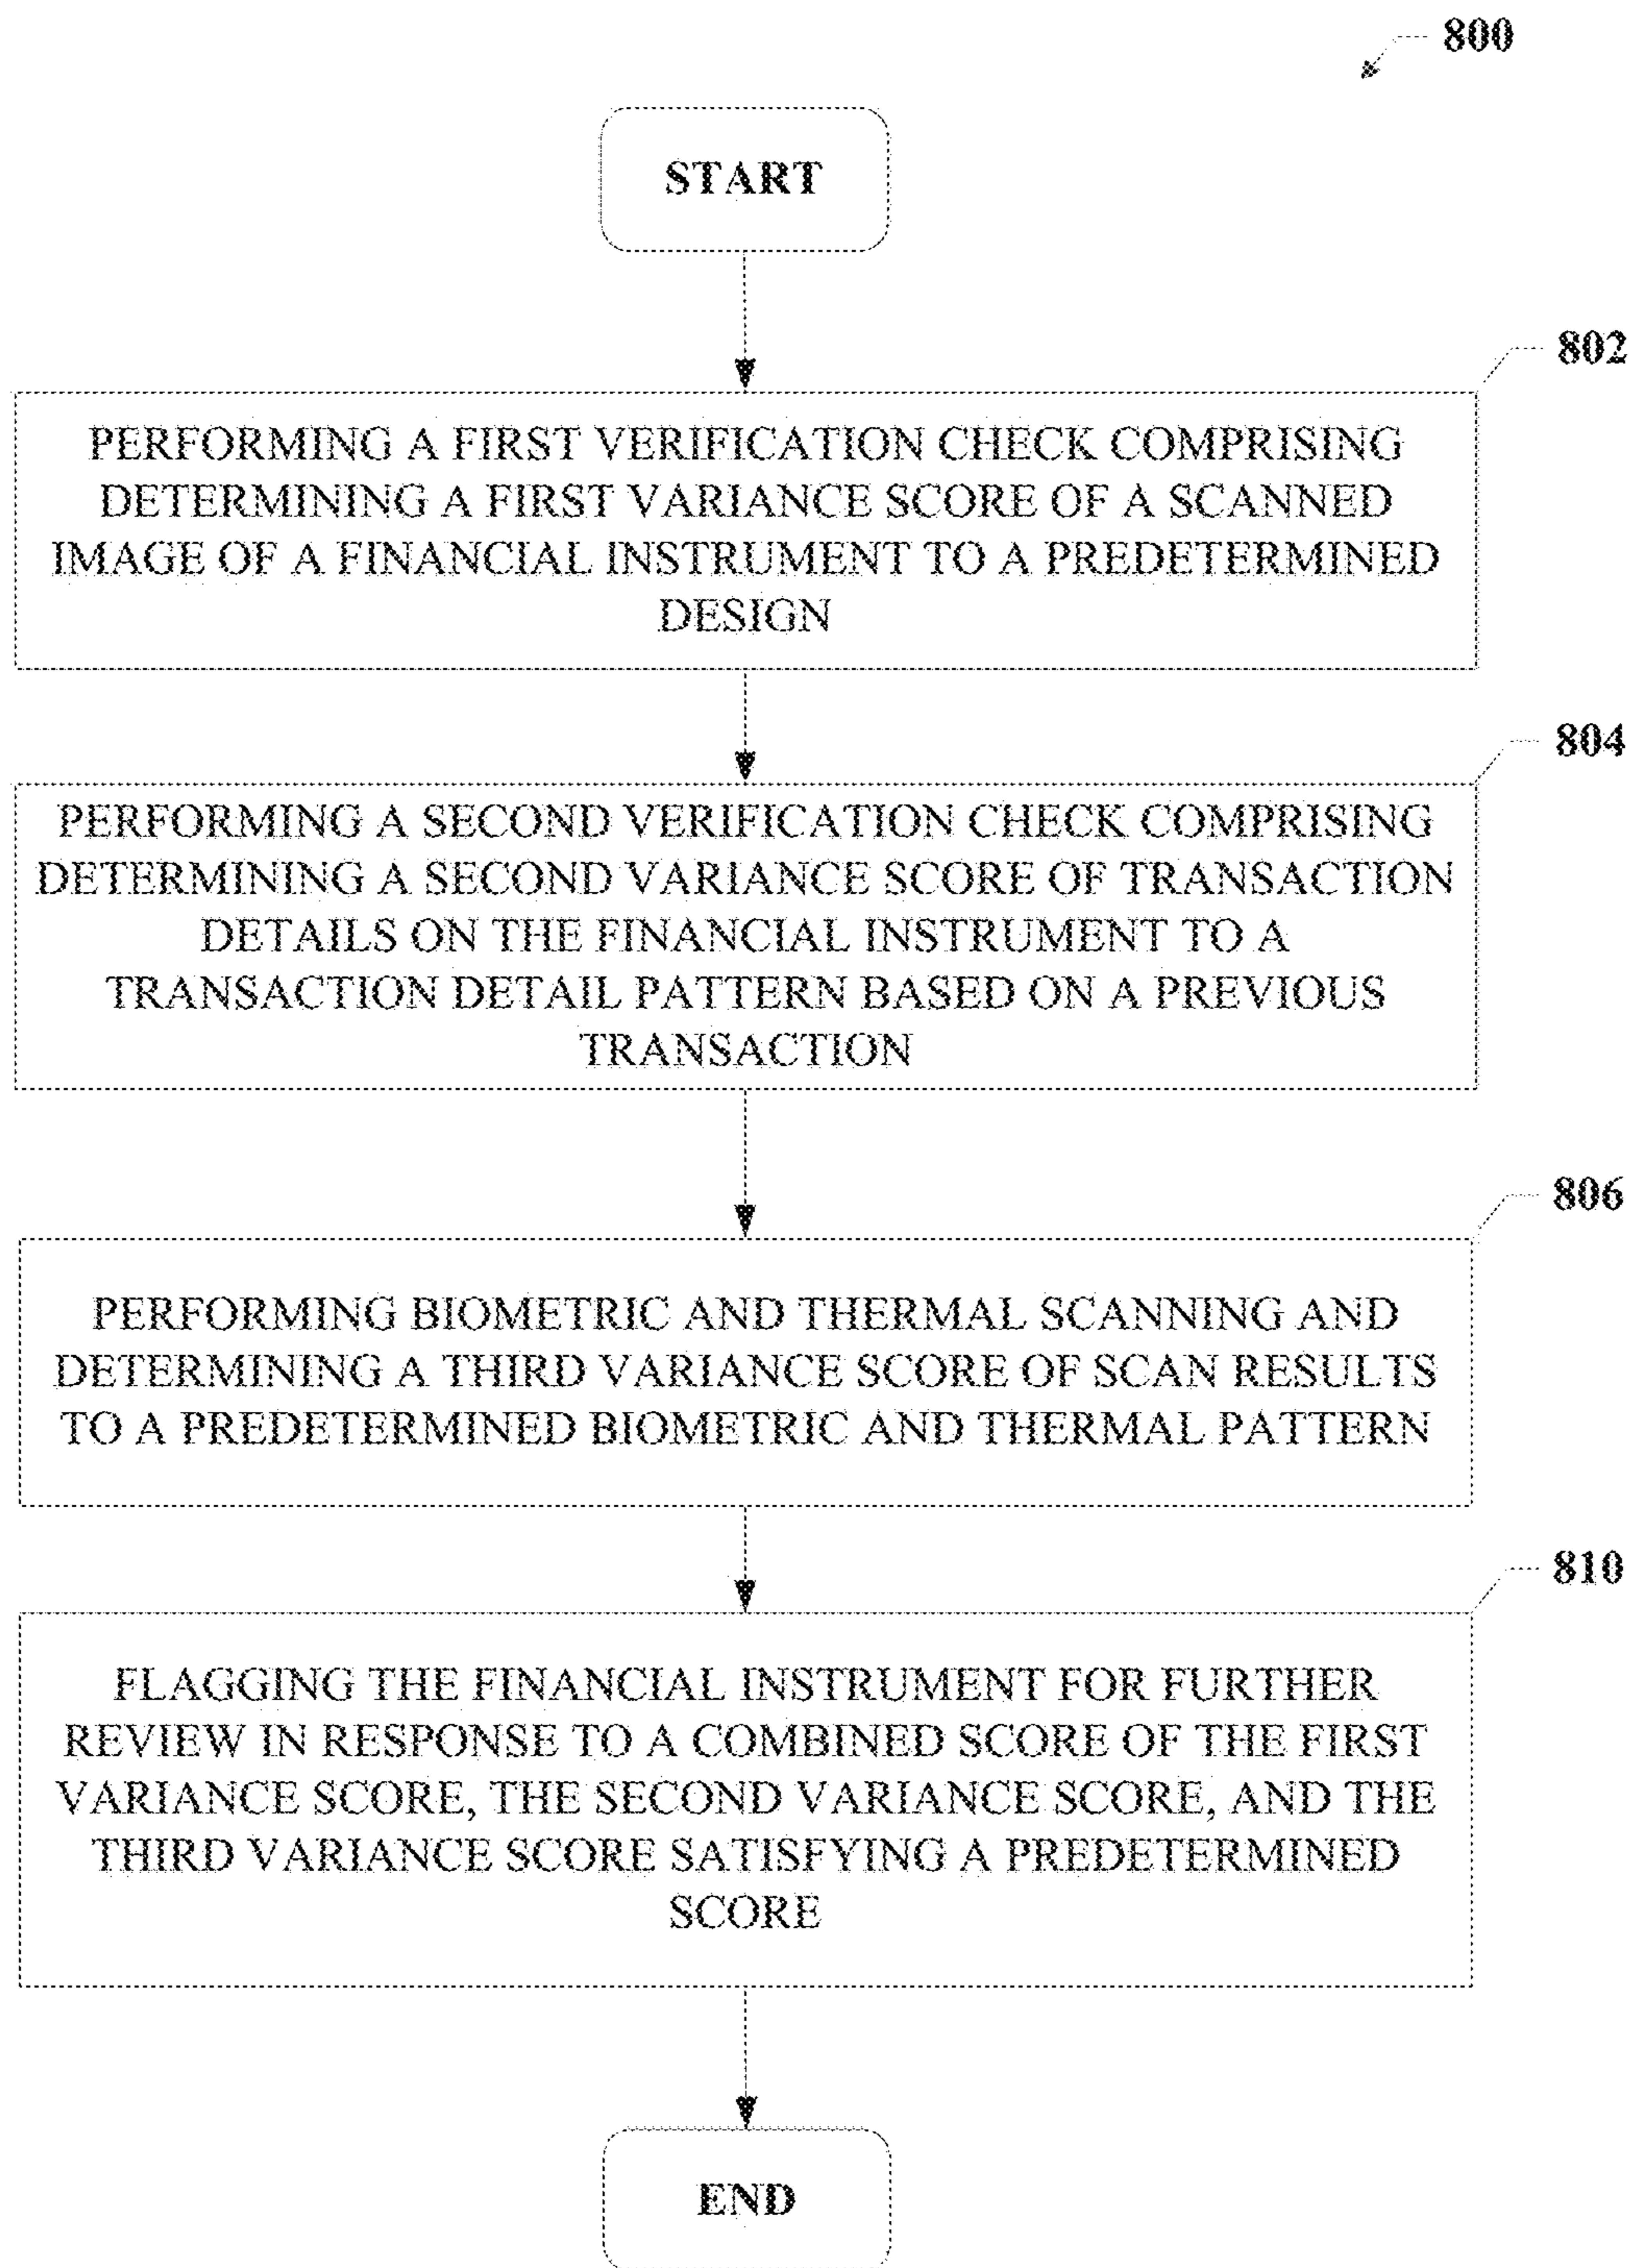 800
START
802
PERFORMING A FIRST VERIFICATION CHECK COMPRISING
DETERMINING A FIRST VARIANCE SCORE OF A SCANNED
IMAGE OF A FINANCIAL INSTRUMENT TO A PREDETERMINED
DESIGN
804
PERFORMING A SECOND VERIFICATION CHECK COMPRISING
DETERMINING A SECOND VARIANCE SCORE OF TRANSACTION
DETAILS ON THE FINANCIAL INSTRUMENT TO A
TRANSACTION DETAIL PATTERN BASED ON A PREVIOUS
TRANSACTION
806
PERFORMING BIOMETRIC AND THERMAL SCANNING AND
DETERMINING A THIRD VARIANCE SCORE OF SCAN RESULTS
TO A PREDETERMINED BIOMETRIC AND THERMAL PATTERN
810
FLAGGING THE FINANCIAL INSTRUMENT FOR FURTHER
REVIEW IN RESPONSE TO A COMBINED SCORE OF THE FIRST
VARIANCE SCORE, THE SECOND VARIANCE SCORE, AND THE
THIRD VARIANCE SCORE SATISFYING A PREDETERMINED
SCORE
END